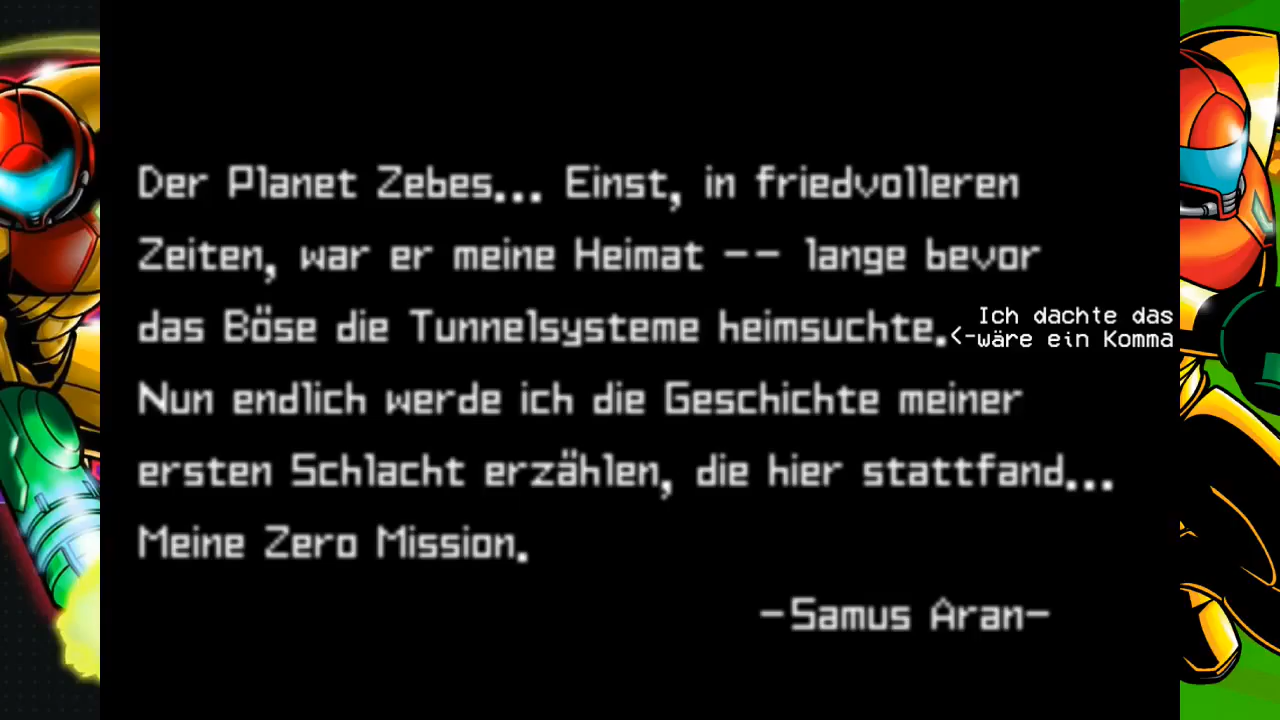 Der Planet Zebes... Einst, in friedvolleren
Zeiten, war er meine Heimat -- lange bevor
das Böse die Tunnelsysteme heimsuchte.
Ich dachte das
<-wäre ein Komma
Nun endlich werde ich die Geschichte meiner
ersten Schlacht erzählen, die hier stattfand...
Meine Zero Mission.
-Samus Aran-